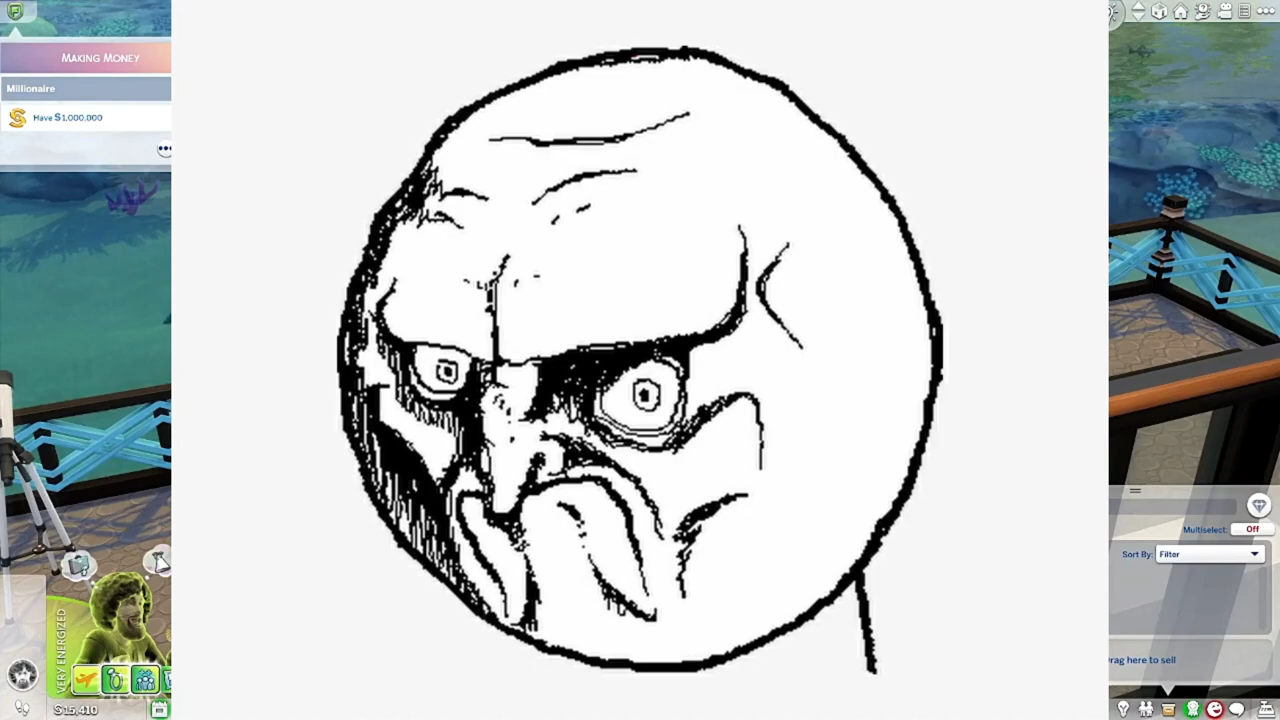 MAKING MONEY
Millionaire
Have $1,000,000
Multiselect: Off
Sort By: Filter
Drag here to sell
VERY ENERGIZED
$15,410